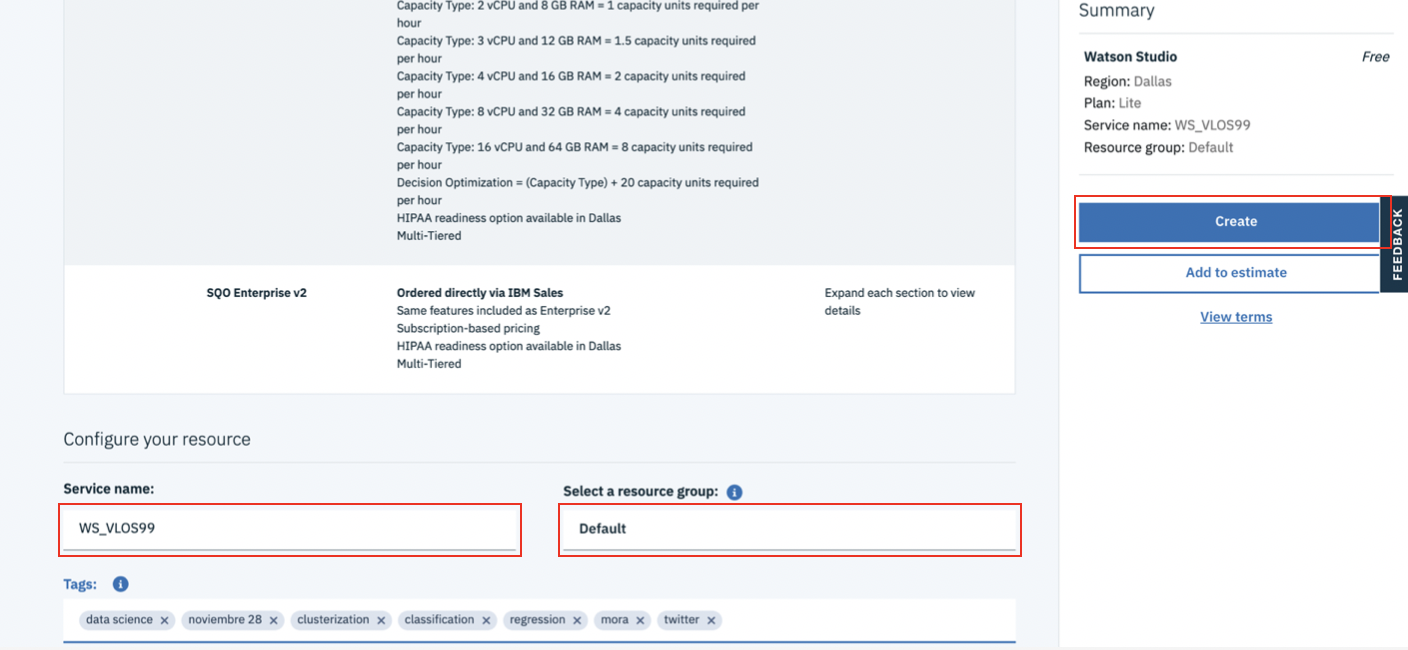 Capacity Type: 2 vCPU and 8 GB RAM = 1 capacity units required per
hour
Capacity Type: 3 vCPU and 12 GB RAM = 1.5 capacity units required
per hour
Capacity Type: 4 vCPU and 16 GB RAM = 2 capacity units required
per hour
Capacity Type: 8 vCPU and 32 GB RAM = 4 capacity units required
per hour
Capacity Type: 16 vCPU and 64 GB RAM = 8 capacity units required
per hour
Decision Optimization = (Capacity Type) + 20 capacity units required
per hour
HIPAA readiness option available in Dallas
Multi-Tiered
SQO Enterprise v2
Ordered directly via IBM Sales
Same features included as Enterprise v2
Subscription-based pricing
HIPAA readiness option available in Dallas
Multi-Tiered
Expand each section to view
details
Configure your resource
Service name:
WS_VLOS99
Select a resource group:
Default
Tags:
data science × noviembre 28 × clusterization × classification × regression × mora × twitter ×
Summary
Watson Studio Free
Region: Dallas
Plan: Lite
Service name: WS_VLOS99
Resource group: Default
Create
Add to estimate
View terms
FEEDBACK